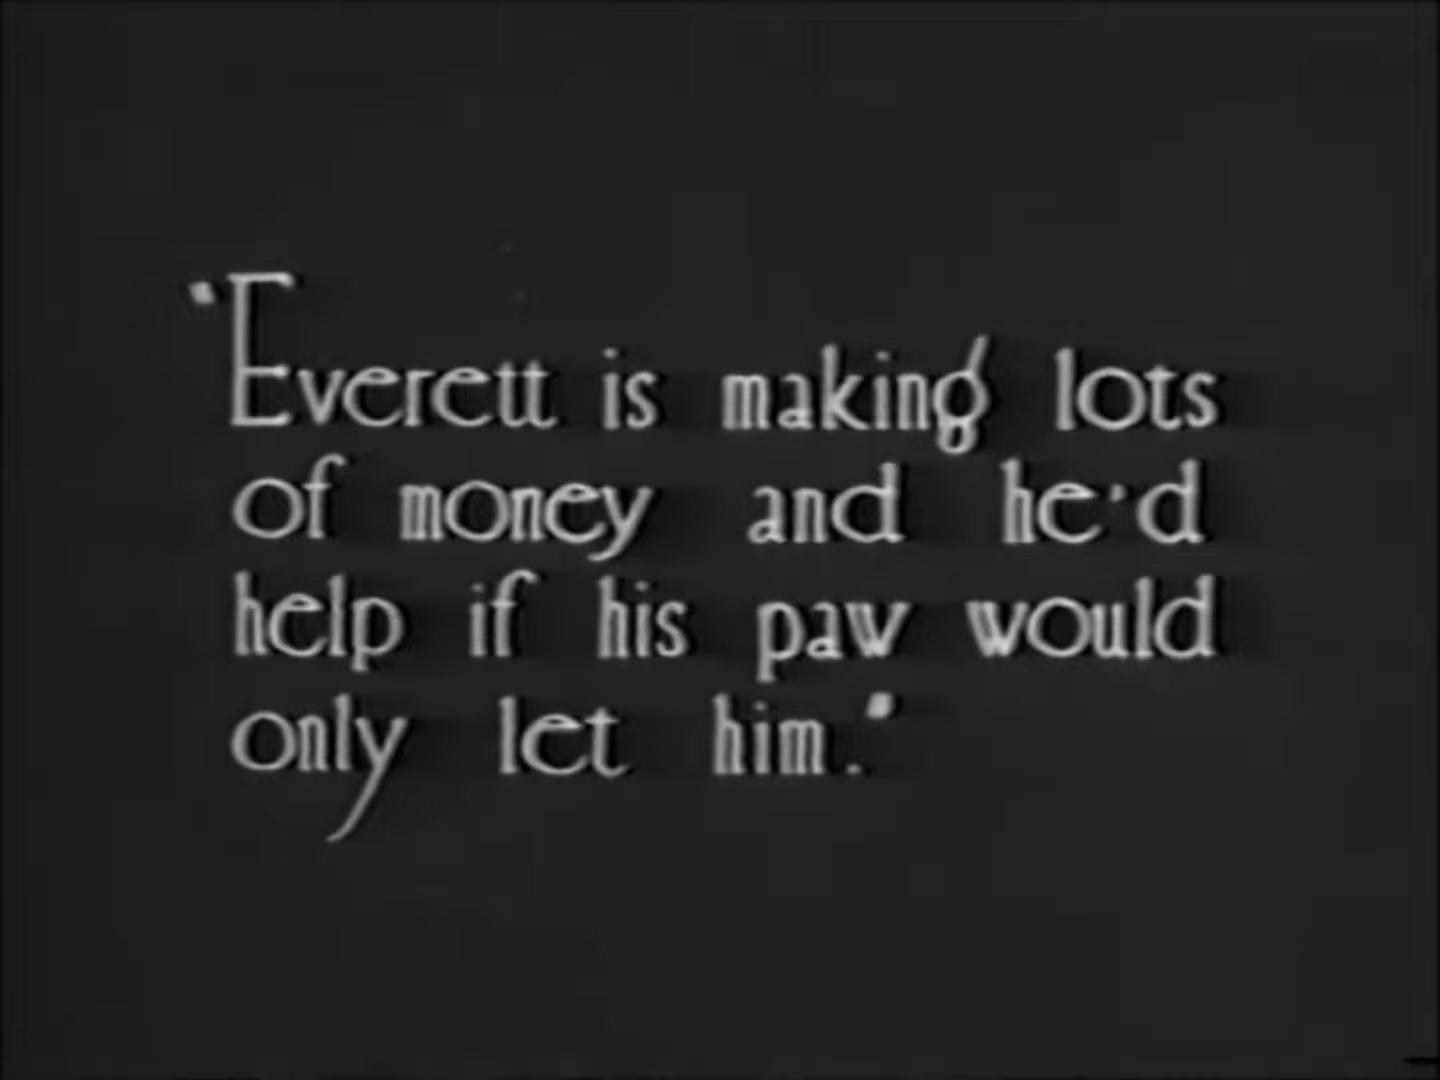 "Everett is making lots
of money and he'd
help if his paw would
only let him."